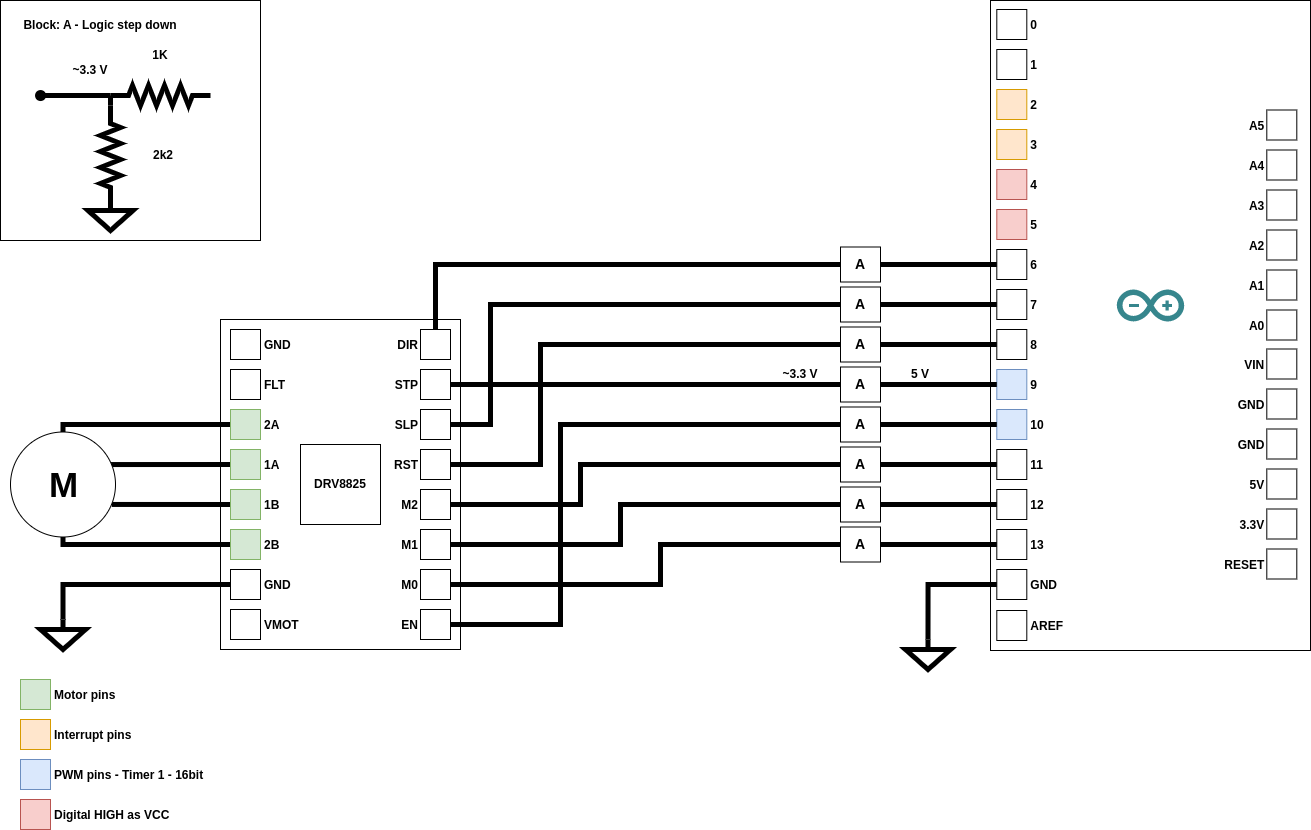 Block: A - Logic step down
1K
~3.3 V
2k2
0
1
2
3
4
5
6
7
8
9
10
11
12
13
GND
AREF
A5
A4
A3
A2
A1
A0
VIN
GND
GND
5V
3.3V
RESET
A
A
A
~3.3 V
A
5 V
A
A
A
A
GND
FLT
2A
1A
1B
2B
GND
VMOT
DRV8825
DIR
STP
SLP
RST
M2
M1
M0
EN
M
Motor pins
Interrupt pins
PWM pins - Timer 1 - 16bit
Digital HIGH as VCC